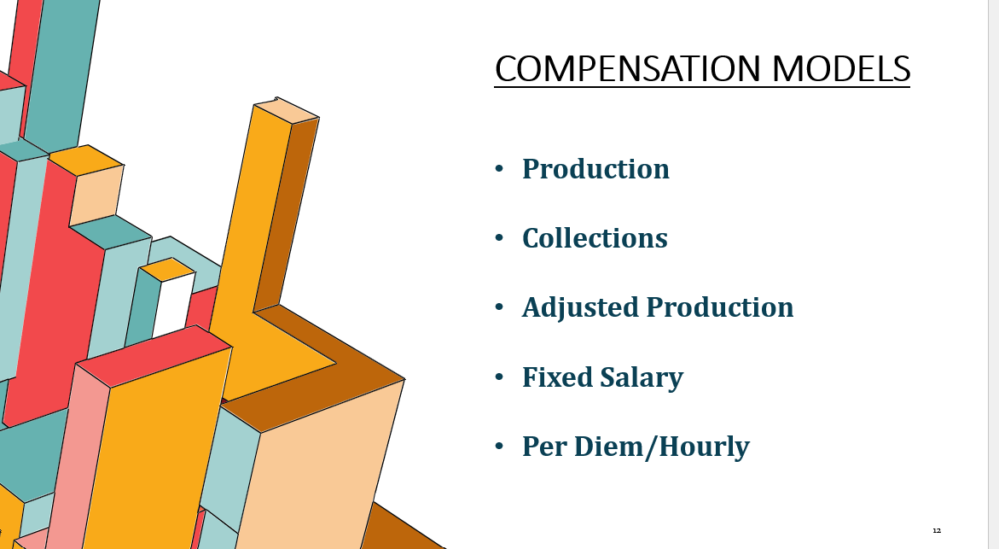 COMPENSATION MODELS
• Production
• Collections
• Adjusted Production
• Fixed Salary
• Per Diem/Hourly
12